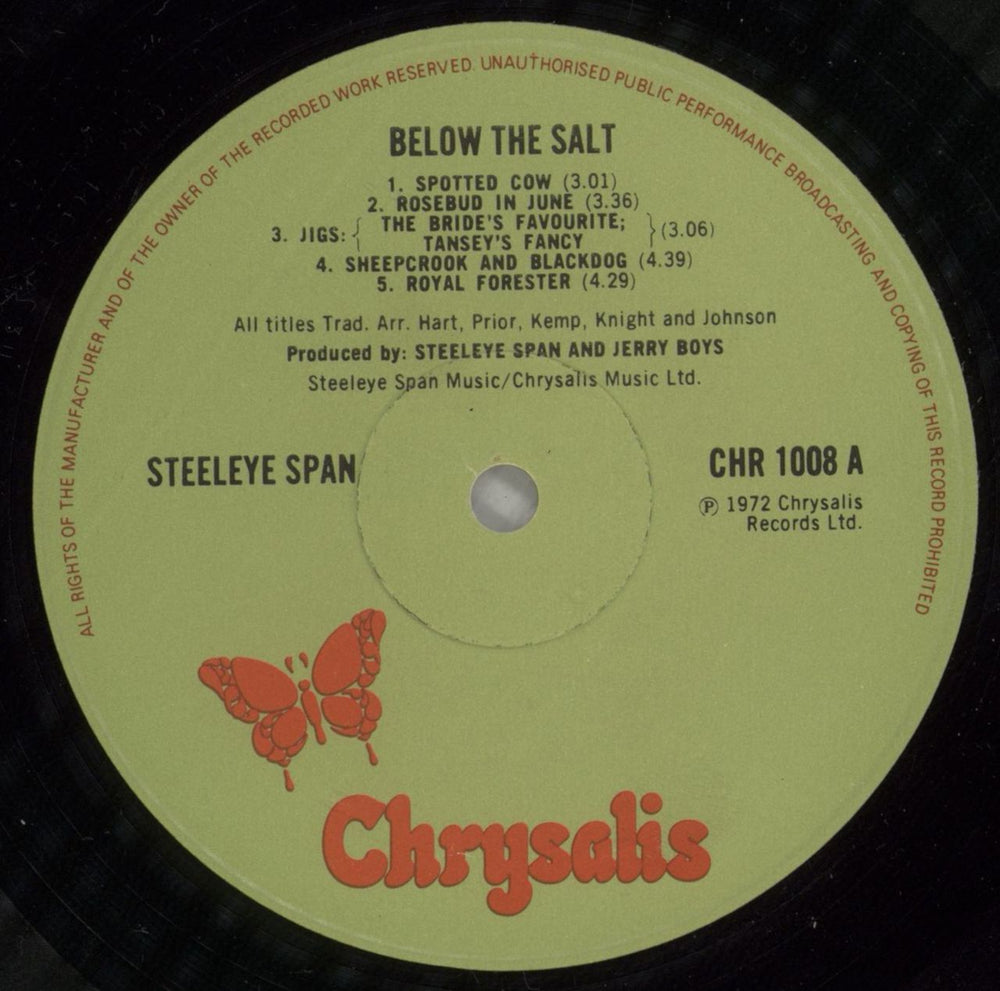 ALL RIGHTS OF THE MANUFACTURER AND OF THE OWNER OF THE RECORDED WORK RESERVED. UNAUTHORISED PUBLIC PERFORMANCE BROADCASTING AND COPYING OF THIS RECORD PROHIBITED
BELOW THE SALT
1. SPOTTED COW (3.01)
2. ROSEBUD IN JUNE (3.36)
3. JIGS: { THE BRIDE'S FAVOURITE;
TANSEY'S FANCY } (3.06)
4. SHEEPCROOK AND BLACKDOG (4.39)
5. ROYAL FORESTER (4.29)
All titles Trad. Arr. Hart, Prior, Kemp, Knight and Johnson
Produced by: STEELEYE SPAN AND JERRY BOYS
Steeleye Span Music/Chrysalis Music Ltd.
STEELEYE SPAN
CHR 1008 A
℗ 1972 Chrysalis
Records Ltd.
Chrysalis